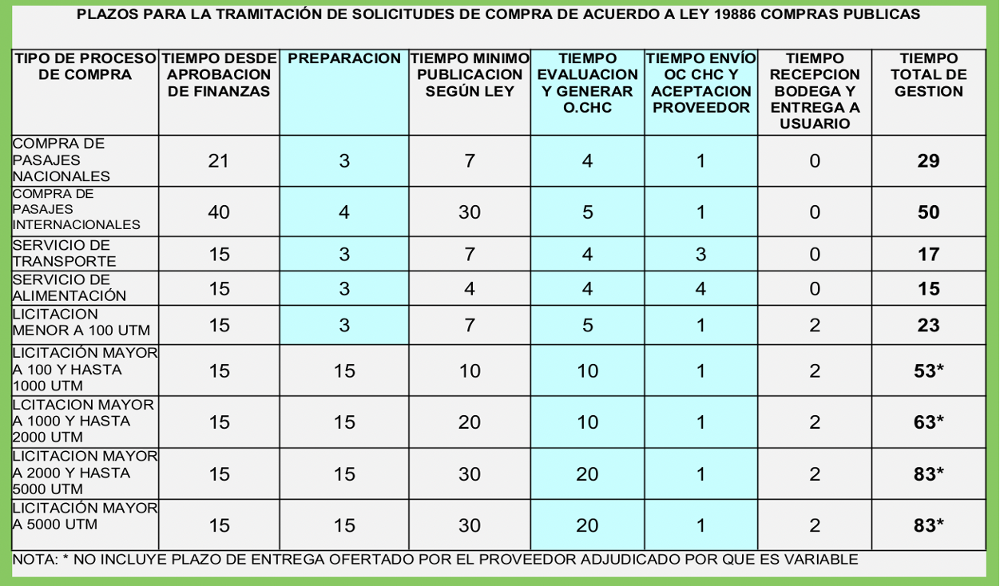 PLAZOS PARA LA TRAMITACIÓN DE SOLICITUDES DE COMPRA DE ACUERDO A LEY 19886 COMPRAS PUBLICAS
TIPO DE PROCESO
DE COMPRA
TIEMPO DESDE
APROBACION
DE FINANZAS
PREPARACION
TIEMPO MINIMO
PUBLICACION
SEGÚN LEY
TIEMPO
EVALUACION
Y GENERAR
O.CHC
TIEMPO ENVÍO
OC CHC Y
ACEPTACION
PROVEEDOR
TIEMPO
RECEPCION
BODEGA Y
ENTREGA A
USUARIO
TIEMPO
TOTAL DE
GESTION
COMPRA DE
PASAJES
NACIONALES
21
3
7
4
1
0
29
COMPRA DE
PASAJES
INTERNACIONALES
40
4
30
5
1
0
50
SERVICIO DE
TRANSPORTE
15
3
7
4
3
0
17
SERVICIO DE
ALIMENTACIÓN
15
3
4
4
4
0
15
LICITACION
MENOR A 100 UTM
15
3
7
5
1
2
23
LICITACIÓN MAYOR
A 100 Y HASTA
1000 UTM
15
15
10
10
1
2
53*
LCITACION MAYOR
A 1000 Y HASTA
2000 UTM
15
15
20
10
1
2
63*
LICITACION MAYOR
A 2000 Y HASTA
5000 UTM
15
15
30
20
1
2
83*
LICITACIÓN MAYOR
A 5000 UTM
15
15
30
20
1
2
83*
NOTA: * NO INCLUYE PLAZO DE ENTREGA OFERTADO POR EL PROVEEDOR ADJUDICADO POR QUE ES VARIABLE